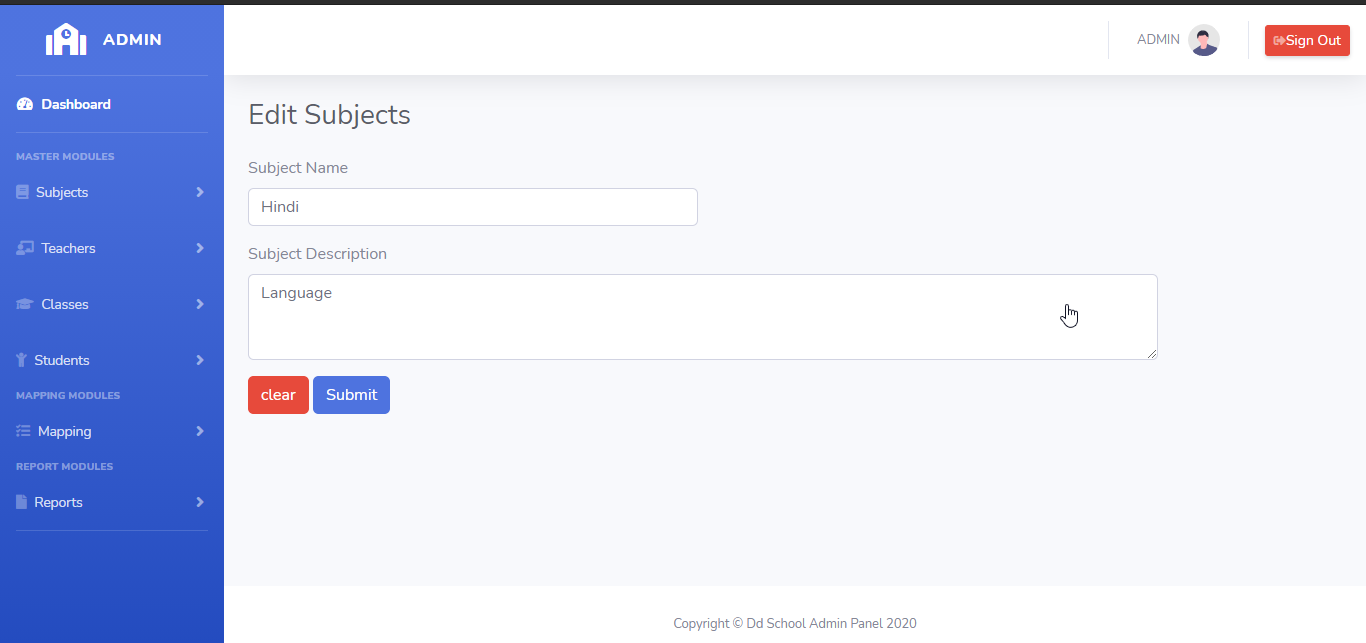 ADMIN
ADMIN
Sign Out
Dashboard
MASTER MODULES
Subjects
Teachers
Classes
Students
MAPPING MODULES
Mapping
REPORT MODULES
Reports
Edit Subjects
Subject Name
Hindi
Subject Description
Language
clear
Submit
Copyright © Dd School Admin Panel 2020